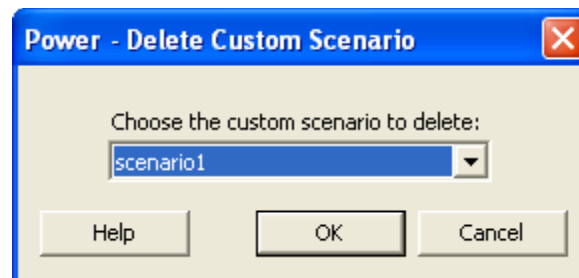 Power - Delete Custom Scenario
Choose the custom scenario to delete:
scenario1
Help OK Cancel